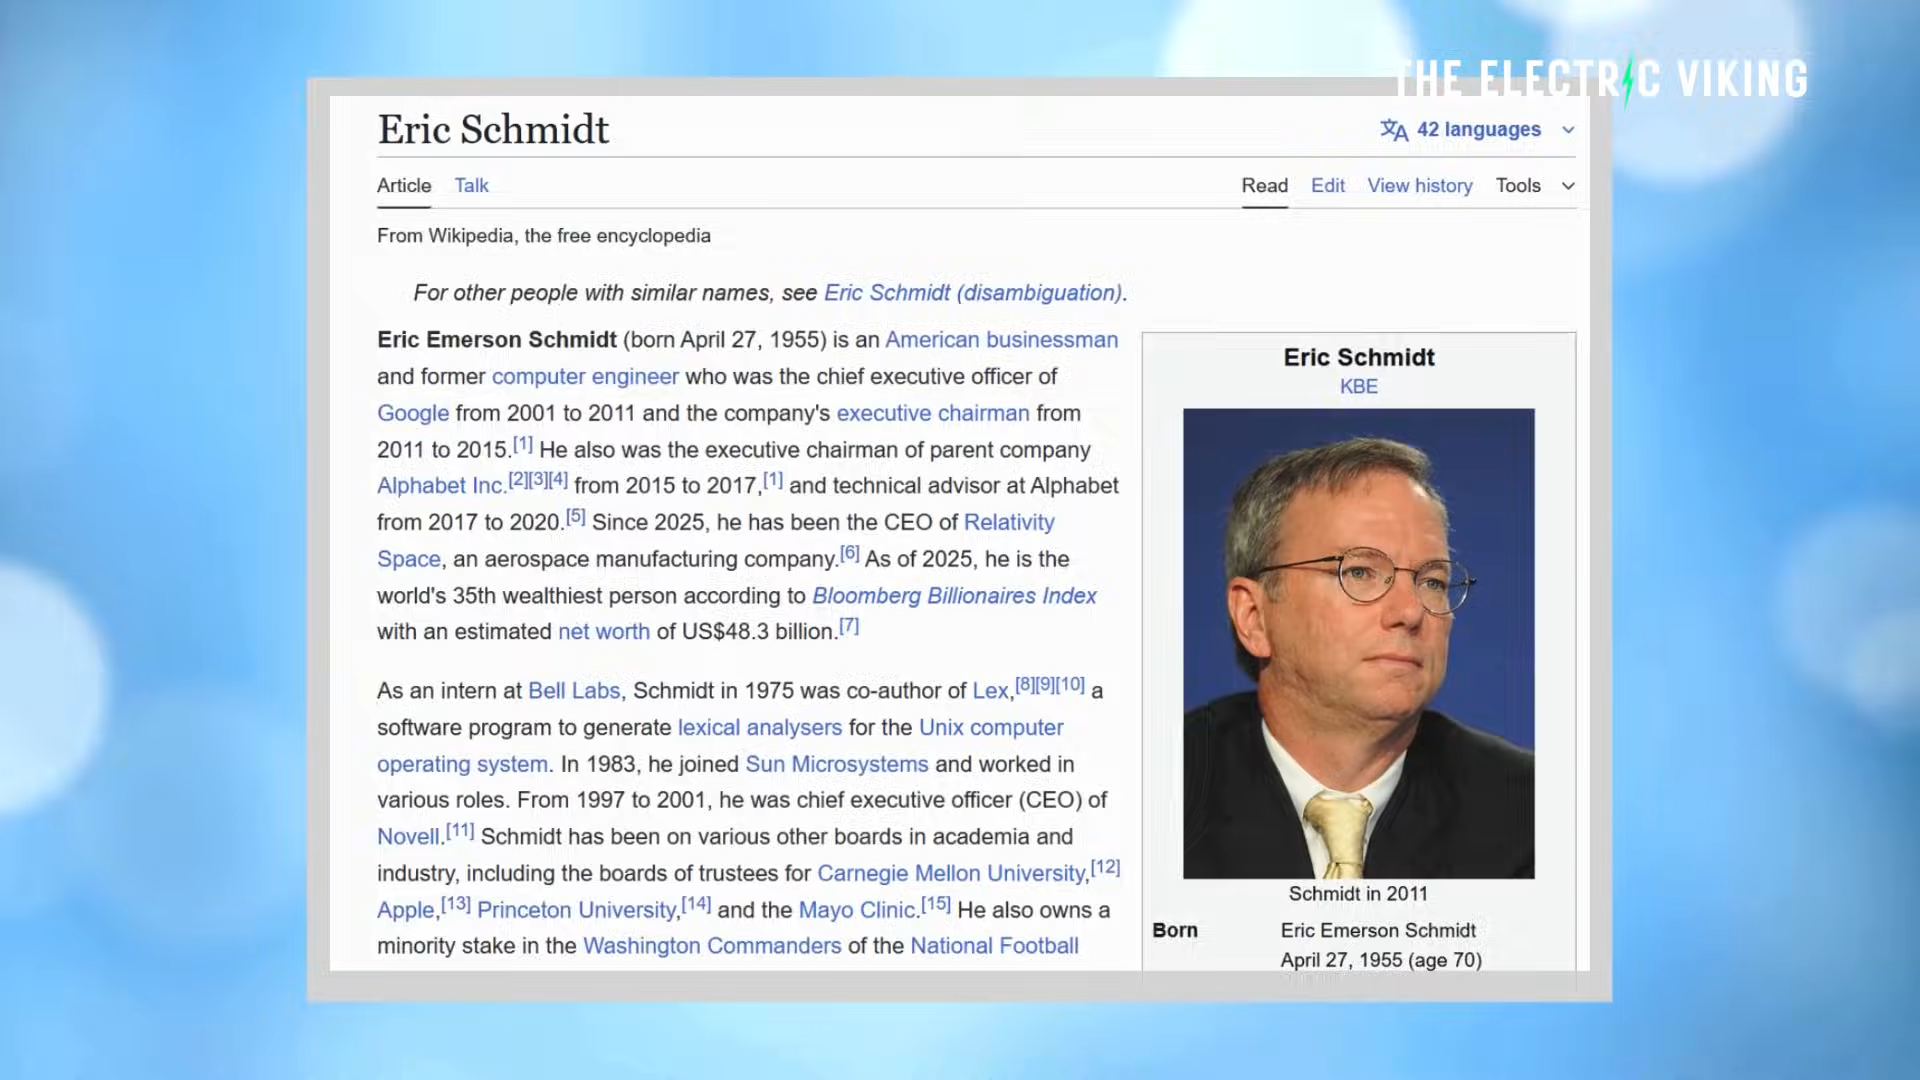 THE ELECTRIC VIKING
Eric Schmidt
42 languages
Article Talk
Read Edit View history Tools
From Wikipedia, the free encyclopedia
For other people with similar names, see Eric Schmidt (disambiguation).
Eric Emerson Schmidt (born April 27, 1955) is an American businessman
and former computer engineer who was the chief executive officer of
Google from 2001 to 2011 and the company's executive chairman from
2011 to 2015.[1] He also was the executive chairman of parent company
Alphabet Inc.[2][3][4] from 2015 to 2017,[1] and technical advisor at Alphabet
from 2017 to 2020.[5] Since 2025, he has been the CEO of Relativity
Space, an aerospace manufacturing company.[6] As of 2025, he is the
world's 35th wealthiest person according to Bloomberg Billionaires Index
with an estimated net worth of US$48.3 billion.[7]
As an intern at Bell Labs, Schmidt in 1975 was co-author of Lex,[8][9][10] a
software program to generate lexical analysers for the Unix computer
operating system. In 1983, he joined Sun Microsystems and worked in
various roles. From 1997 to 2001, he was chief executive officer (CEO) of
Novell.[11] Schmidt has been on various other boards in academia and
industry, including the boards of trustees for Carnegie Mellon University,[12]
Apple,[13] Princeton University,[14] and the Mayo Clinic.[15] He also owns a
minority stake in the Washington Commanders of the National Football
Eric Schmidt
KBE
Schmidt in 2011
Born Eric Emerson Schmidt
April 27, 1955 (age 70)